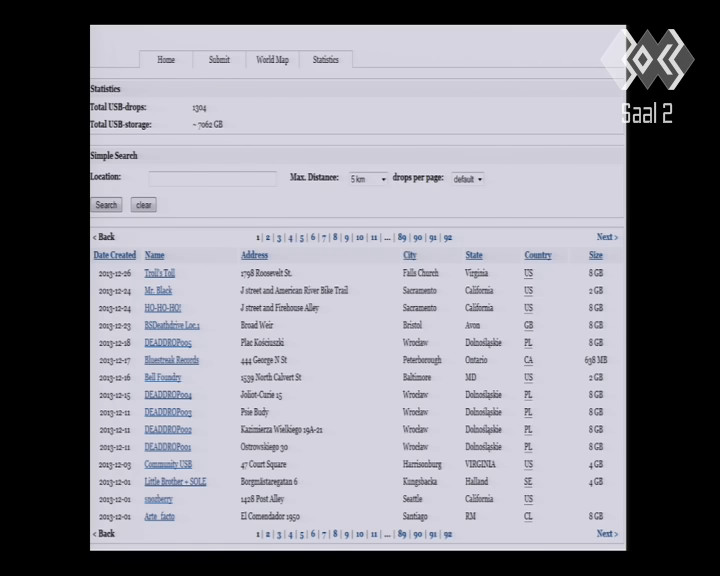 Home Submit World Map Statistics
Saal 2
Statistics
Total USB-drops: 1304
Total USB-storage: ~ 7062 GB
Simple Search
Location: Max. Distance: 5 km drops per page: default
Search clear
< Back 1 | 2 | 3 | 4 | 5 | 6 | 7 | 8 | 9 | 10 | 11 | ... | 89 | 90 | 91 | 92 Next >
Date Created Name Address City State Country Size
2013-12-26 Troll's Toll 1798 Roosevelt St. Falls Church Virginia US 8 GB
2013-12-24 Mr. Black J street and American River Bike Trail Sacramento California US 2 GB
2013-12-24 HO-HO-HO! J street and Firehouse Alley Sacramento California US 8 GB
2013-12-23 BSDeathdrive Loc.1 Broad Weir Bristol Avon GB 8 GB
2013-12-18 DEADDROP005 Plac Kościuszki Wrocław Dolnośląskie PL 8 GB
2013-12-17 Bluestreak Records 444 George N St Peterborough Ontario CA 638 MB
2013-12-16 Bell Foundry 1539 North Calvert St Baltimore MD US 2 GB
2013-12-15 DEADDROP004 Joliot-Curie 15 Wrocław Dolnośląskie PL 8 GB
2013-12-11 DEADDROP003 Psie Budy Wrocław Dolnośląskie PL 8 GB
2013-12-11 DEADDROP002 Kazimierza Wielkiego 19A-21 Wrocław Dolnośląskie PL 8 GB
2013-12-11 DEADDROP001 Ostrowskiego 30 Wrocław Dolnośląskie PL 8 GB
2013-12-03 Community USB 47 Court Square Harrisonburg VIRGINIA US 4 GB
2013-12-01 Little Brother + SOLE Borgmästaregatan 6 Kungsbacka Halland SE 4 GB
2013-12-01 snozberry 1428 Post Alley Seattle California US
2013-12-01 Arte_facto El Comendador 1950 Santiago RM CL 8 GB
< Back 1 | 2 | 3 | 4 | 5 | 6 | 7 | 8 | 9 | 10 | 11 | ... | 89 | 90 | 91 | 92 Next >